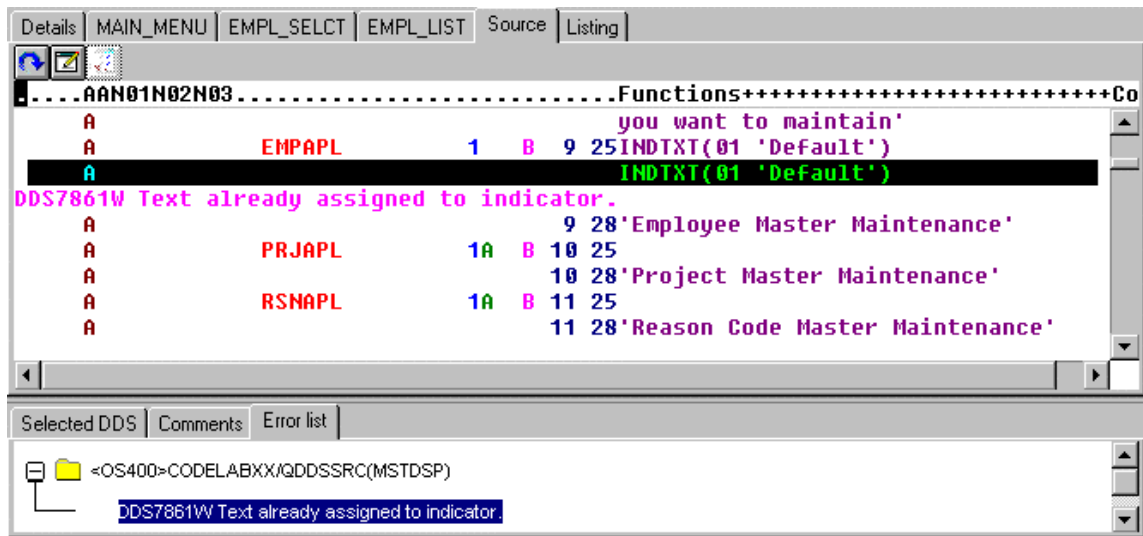 Details MAIN_MENU EMPL_SELCT EMPL_LIST Source Listing
.....AAN01N02N03............................Functions++++++++++++++++++++++++++++Co
A you want to maintain'
A EMPAPL 1 B 9 25INDTXT(01 'Default')
A INDTXT(01 'Default')
DDS7861W Text already assigned to indicator.
A 9 28'Employee Master Maintenance'
A PRJAPL 1A B 10 25
A 10 28'Project Master Maintenance'
A RSNAPL 1A B 11 25
A 11 28'Reason Code Master Maintenance'
Selected DDS Comments Error list
<OS400>CODELABXX/QDDSSRC(MSTDSP)
DDS7861W Text already assigned to indicator.